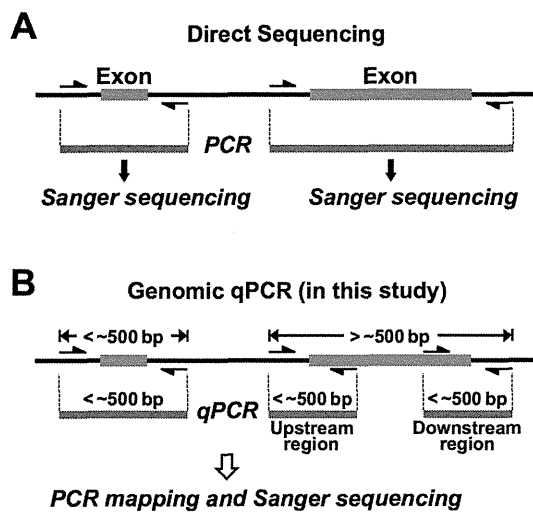 A
Direct Sequencing
Exon Exon
PCR
Sanger sequencing Sanger sequencing
B
Genomic qPCR (in this study)
< ~500 bp > ~500 bp
< ~500 bp qPCR < ~500 bp < ~500 bp
Upstream region Downstream region
PCR mapping and Sanger sequencing